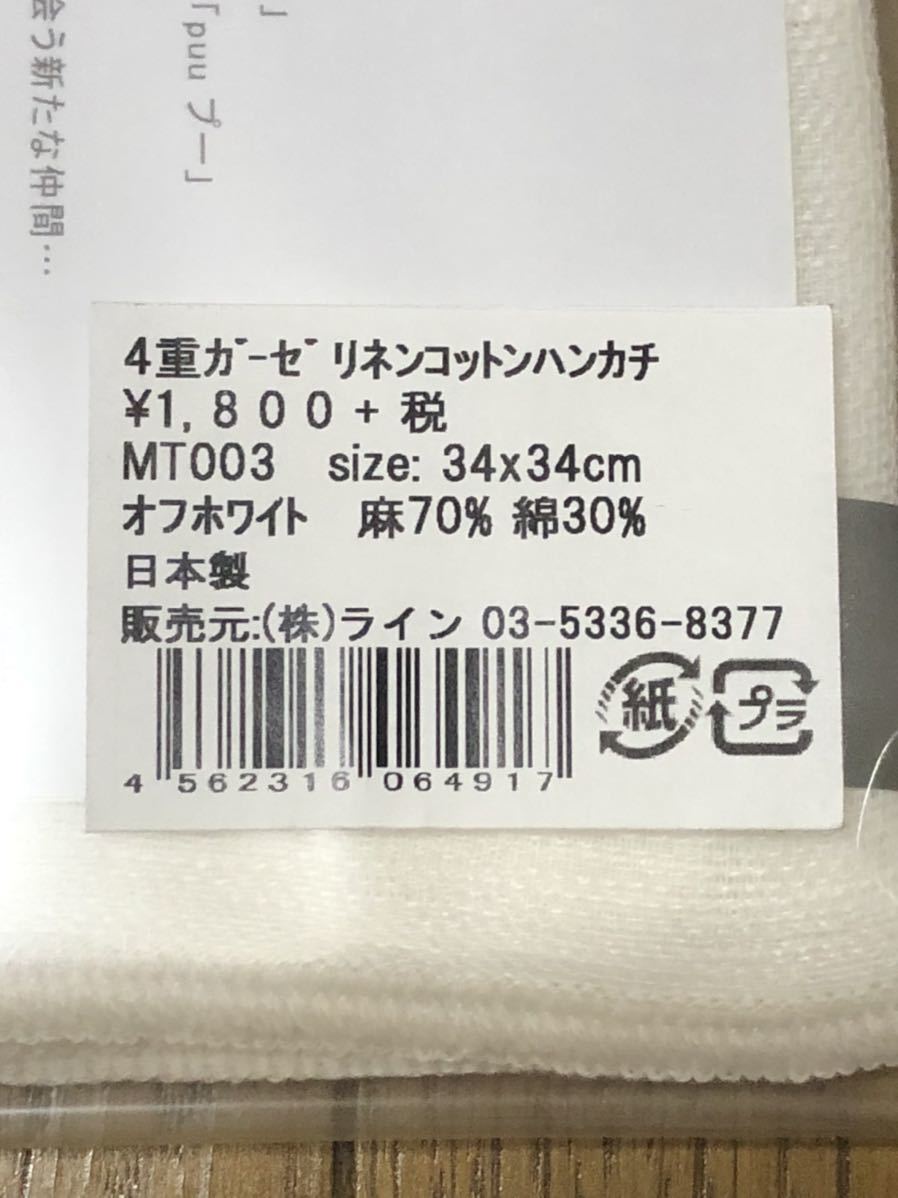 」
「puu プー」
会う新たな仲間…
4重ガーゼ リネンコットンハンカチ
¥1,800+税
MT003 size: 34x34cm
オフホワイト 麻70% 綿30%
日本製
販売元:(株)ライン 03-5336-8377
4 562316 064917
紙
プラ